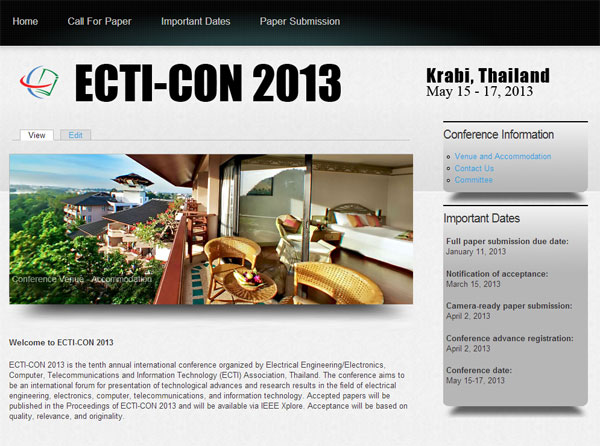 Home Call For Paper Important Dates Paper Submission
ECTI-CON 2013
Krabi, Thailand
May 15 - 17, 2013
View Edit
Conference Venue - Accommodation
Welcome to ECTI-CON 2013
ECTI-CON 2013 is the tenth annual international conference organized by Electrical Engineering/Electronics,
Computer, Telecommunications and Information Technology (ECTI) Association, Thailand. The conference aims to
be an international forum for presentation of technological advances and research results in the field of electrical
engineering, electronics, computer, telecommunications, and information technology. Accepted papers will be
published in the Proceedings of ECTI-CON 2013 and will be available via IEEE Xplore. Acceptance will be based on
quality, relevance, and originality.
Conference Information
Venue and Accommodation
Contact Us
Committee
Important Dates
Full paper submission due date:
January 11, 2013
Notification of acceptance:
March 15, 2013
Camera-ready paper submission:
April 2, 2013
Conference advance registration:
April 2, 2013
Conference date:
May 15-17, 2013